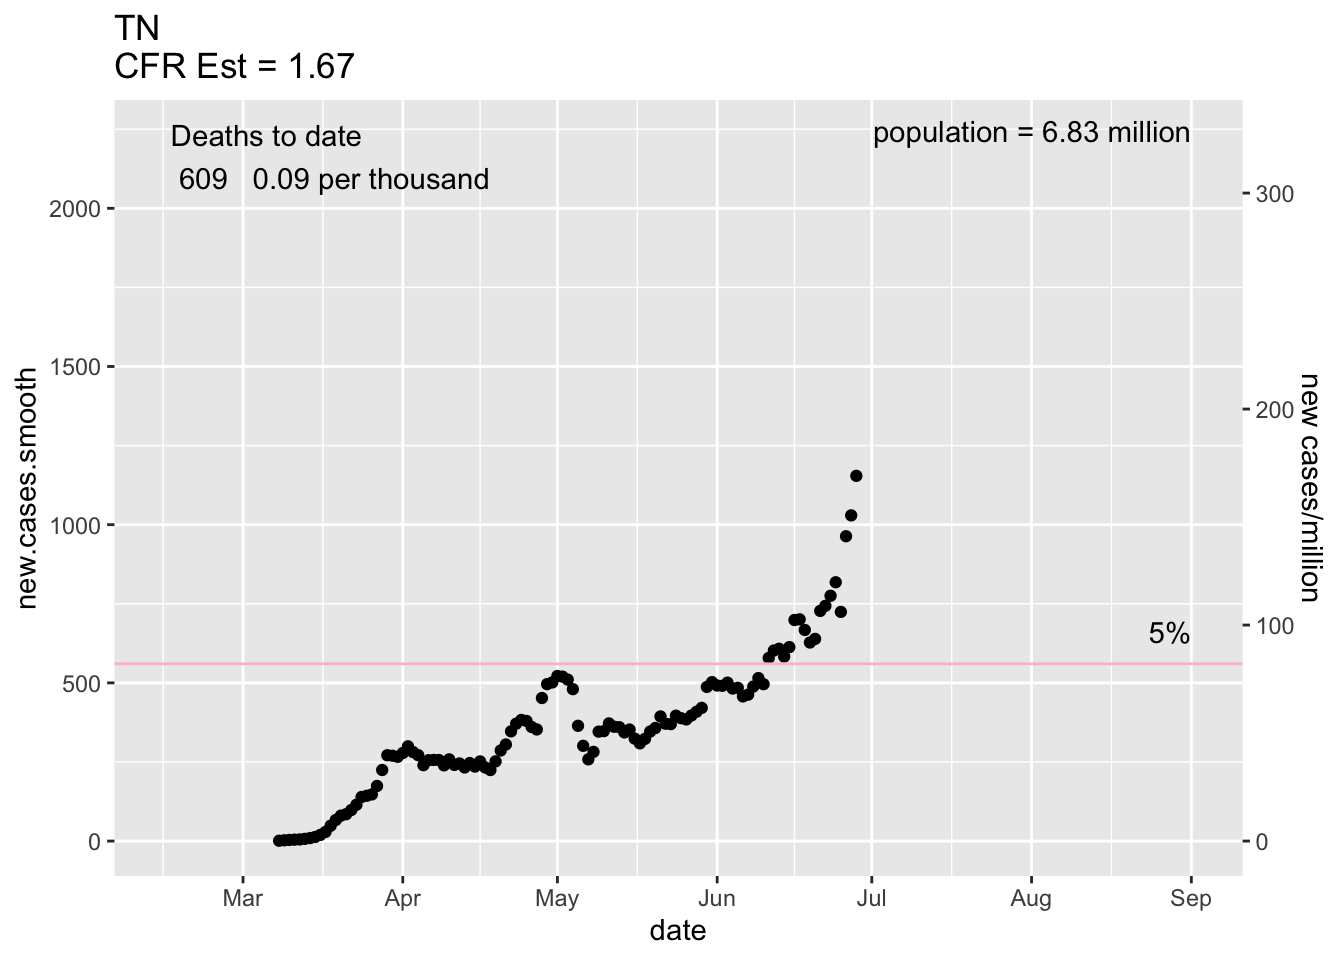 TN
CFR Est = 1.67
Deaths to date
609 0.09 per thousand
population = 6.83 million
2000
1500
1000
500
0
new.cases.smooth
300
200
100
0
new cases/million
5%
Mar Apr May Jun Jul Aug Sep
date